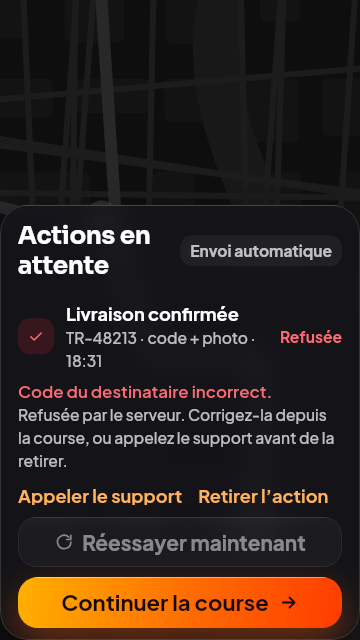 Actions en
attente
Envoi automatique
Livraison confirmée
TR-48213 · code + photo ·
18:31
Refusée
Code du destinataire incorrect.
Refusée par le serveur. Corrigez-la depuis
la course, ou appelez le support avant de la
retirer.
Appeler le support Retirer l’action
Réessayer maintenant
Continuer la course →